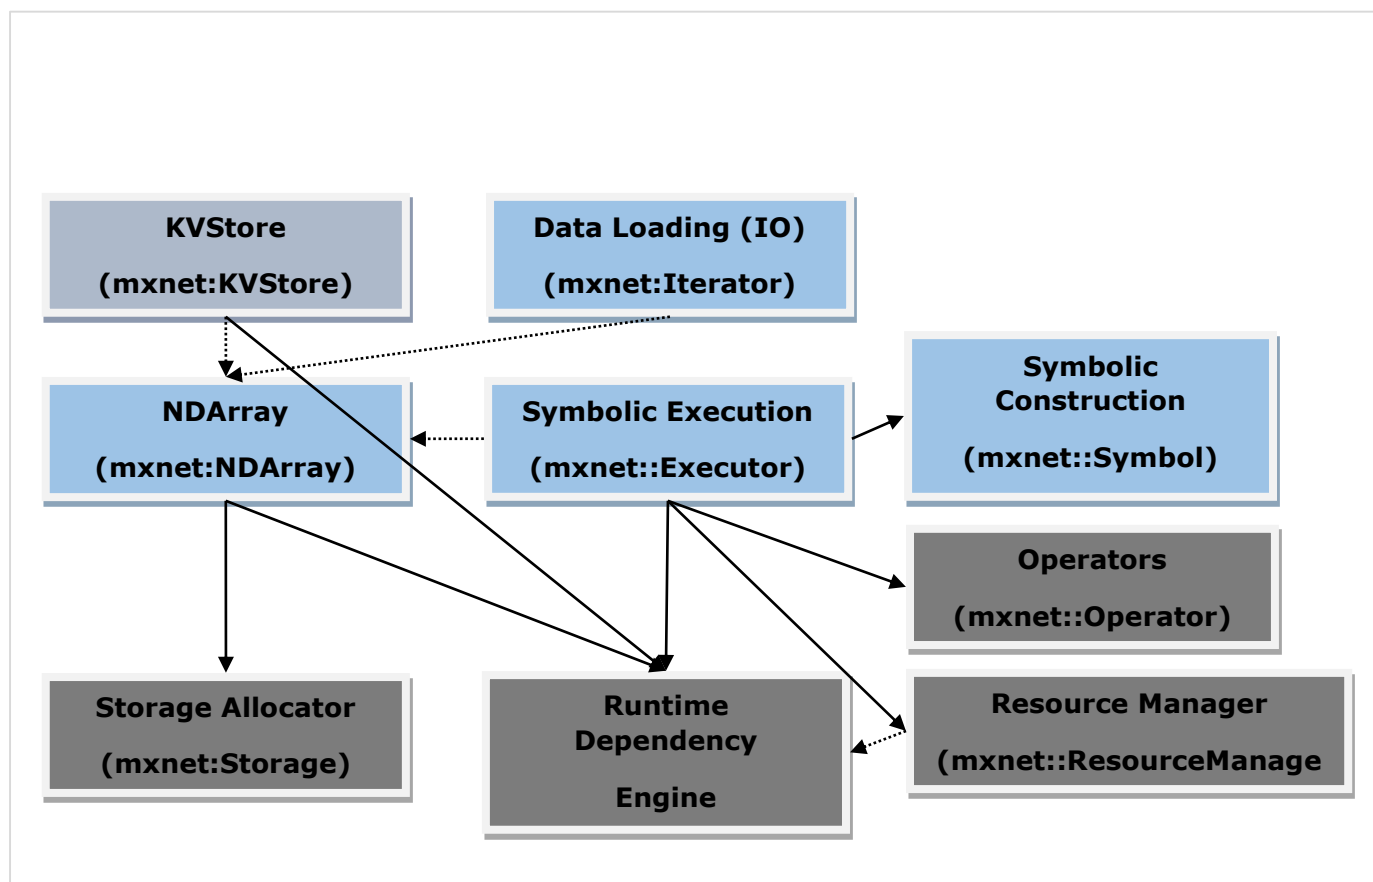 KVStore
(mxnet:KVStore)
Data Loading (IO)
(mxnet:Iterator)
NDArray
(mxnet:NDArray)
Symbolic Execution
(mxnet::Executor)
Symbolic
Construction
(mxnet::Symbol)
Operators
(mxnet::Operator)
Storage Allocator
(mxnet:Storage)
Runtime
Dependency
Engine
Resource Manager
(mxnet::ResourceManage